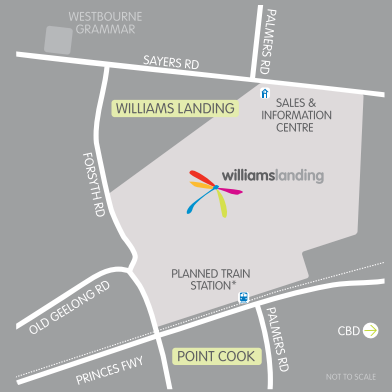 WESTBOURNE
GRAMMAR
PALMERS RD
SAYERS RD
WILLIAMS LANDING
SALES &
INFORMATION
CENTRE
FORSYTH RD
williamslanding
PLANNED TRAIN
STATION*
OLD GEELONG RD
PALMERS RD
CBD
PRINCES FWY
POINT COOK
NOT TO SCALE